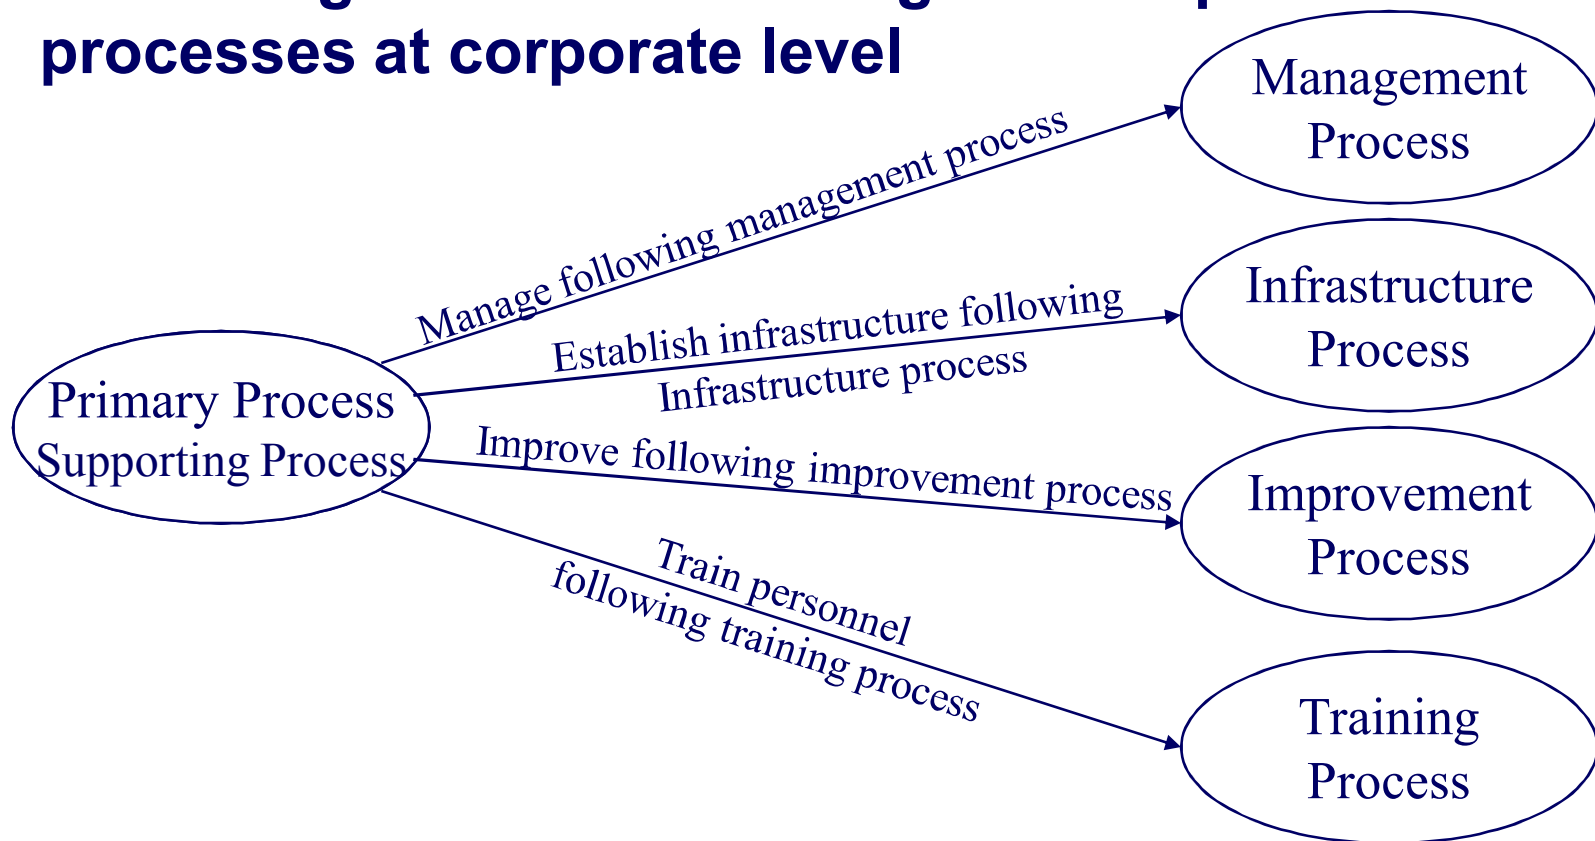 processes at corporate level
Management
Process
Manage following management process
Infrastructure
Process
Establish infrastructure following
Infrastructure process
Primary Process
Supporting Process
Improve following improvement process
Improvement
Process
Train personnel
following training process
Training
Process